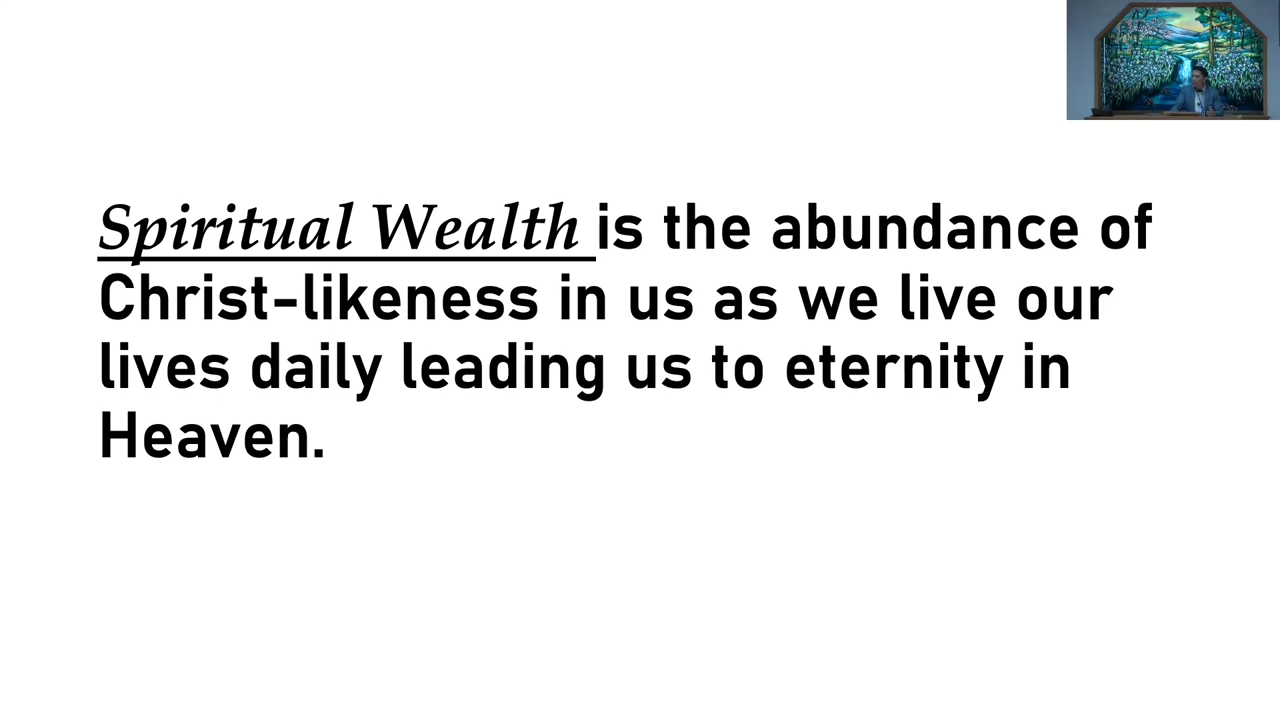 Spiritual Wealth is the abundance of
Christ-likeness in us as we live our
lives daily leading us to eternity in
Heaven.